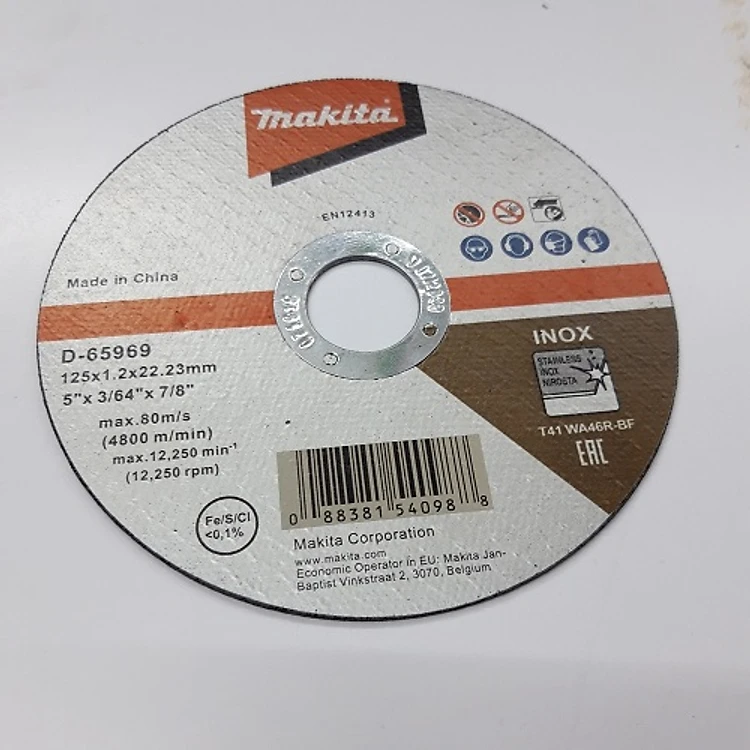 makita
EN12413
Made in China
D-65969
125x1.2x22.23mm
5"x 3/64"x 7/8"
max.80m/s
(4800 m/min)
max.12,250 min⁻¹
(12,250 rpm)
Fe/S/Cl
<0,1%
INOX
STAINLESS
INOX
NIROSTA
T41 WA46R-BF
EAC
0 88381 54098 8
Makita Corporation
www.makita.com
Economic Operator in EU: Makita Jan-
Baptist Vinkstraat 2, 3070, Belgium